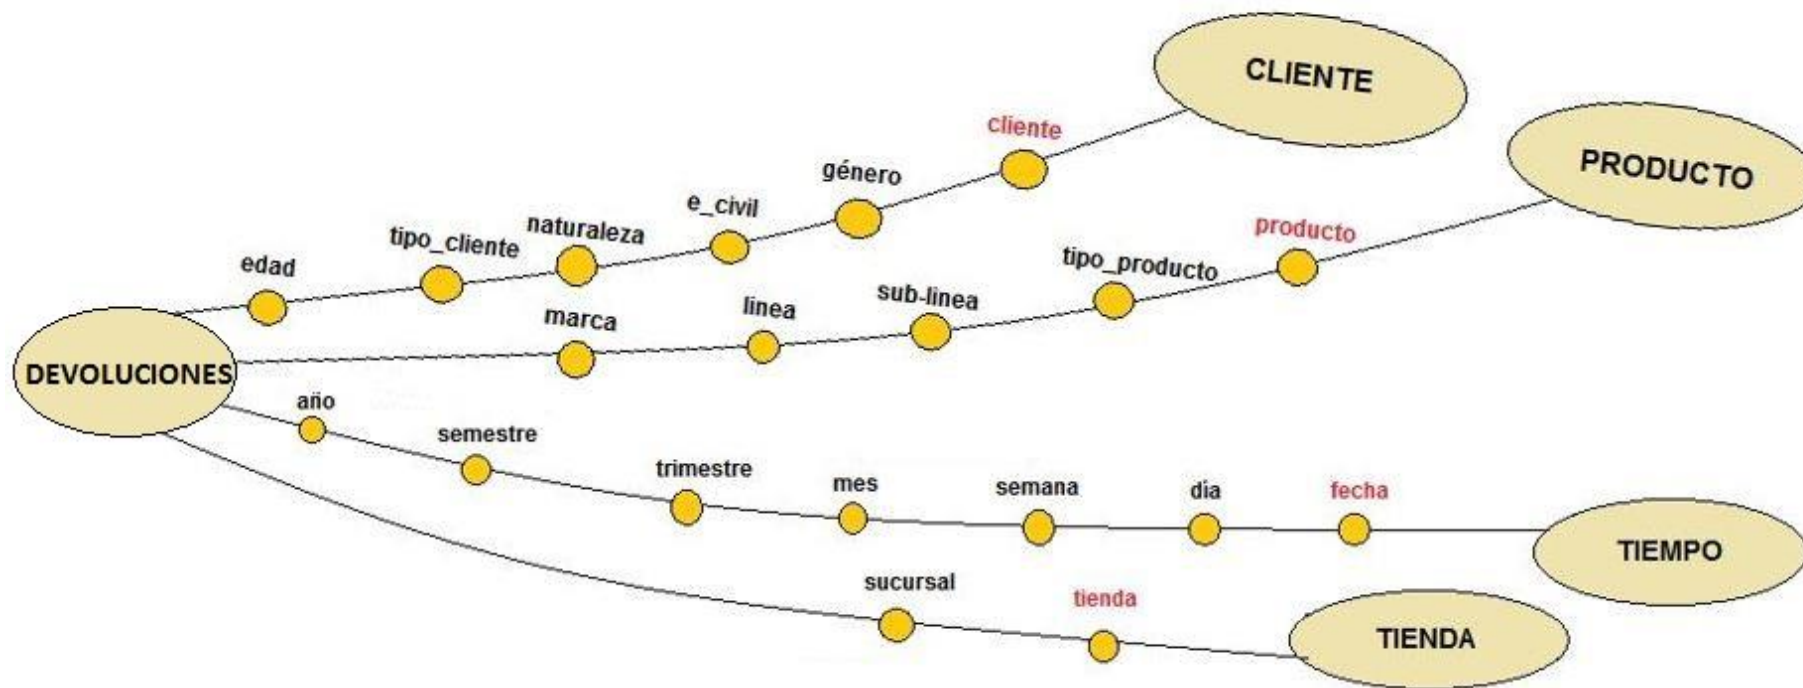 CLIENTE
cliente
género
e_civil
naturaleza
tipo_cliente
edad
PRODUCTO
producto
tipo_producto
sub-linea
linea
marca
DEVOLUCIONES
año
semestre
trimestre
mes
semana
día
fecha
TIEMPO
sucursal
tienda
TIENDA